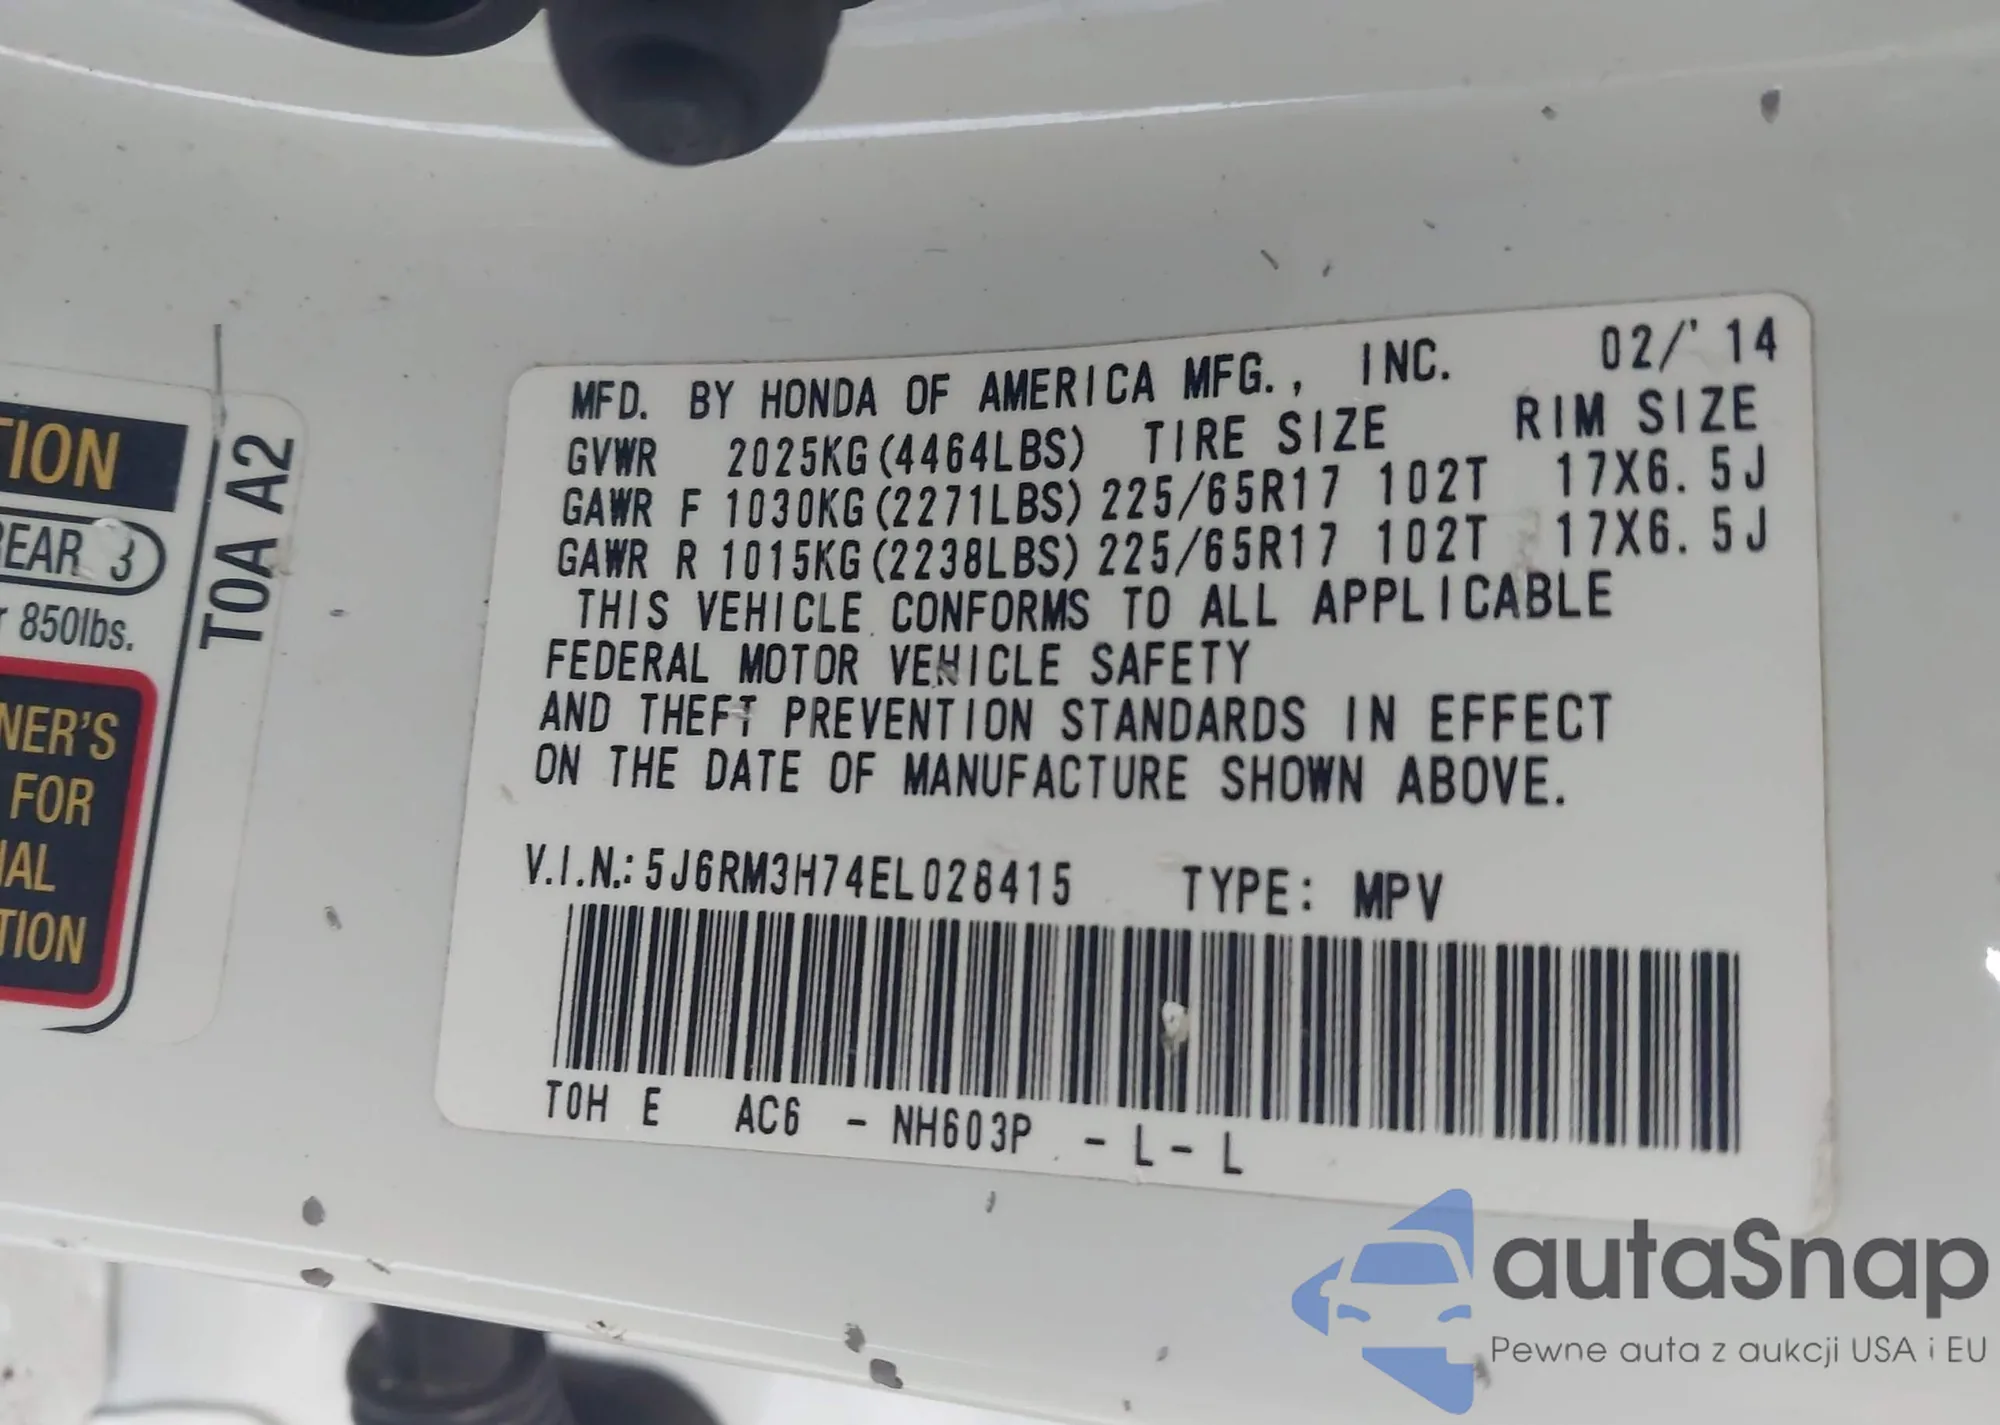 TION
REAR 3
r 850lbs.
NER'S
FOR
TION
T0A A2
MFD. BY HONDA OF AMERICA MFG., INC. 02/'14
GVWR 2025KG(4464LBS) TIRE SIZE RIM SIZE
GAWR F 1030KG(2271LBS) 225/65R17 102T 17X6.5J
GAWR R 1015KG(2238LBS) 225/65R17 102T 17X6.5J
THIS VEHICLE CONFORMS TO ALL APPLICABLE
FEDERAL MOTOR VEHICLE SAFETY
AND THEFT PREVENTION STANDARDS IN EFFECT
ON THE DATE OF MANUFACTURE SHOWN ABOVE.
V.I.N.: 5J6RM3H74EL028415 TYPE: MPV
T0H E AC6 - NH603P - L - L
autaSnap
Pewne auta z aukcji USA i EU